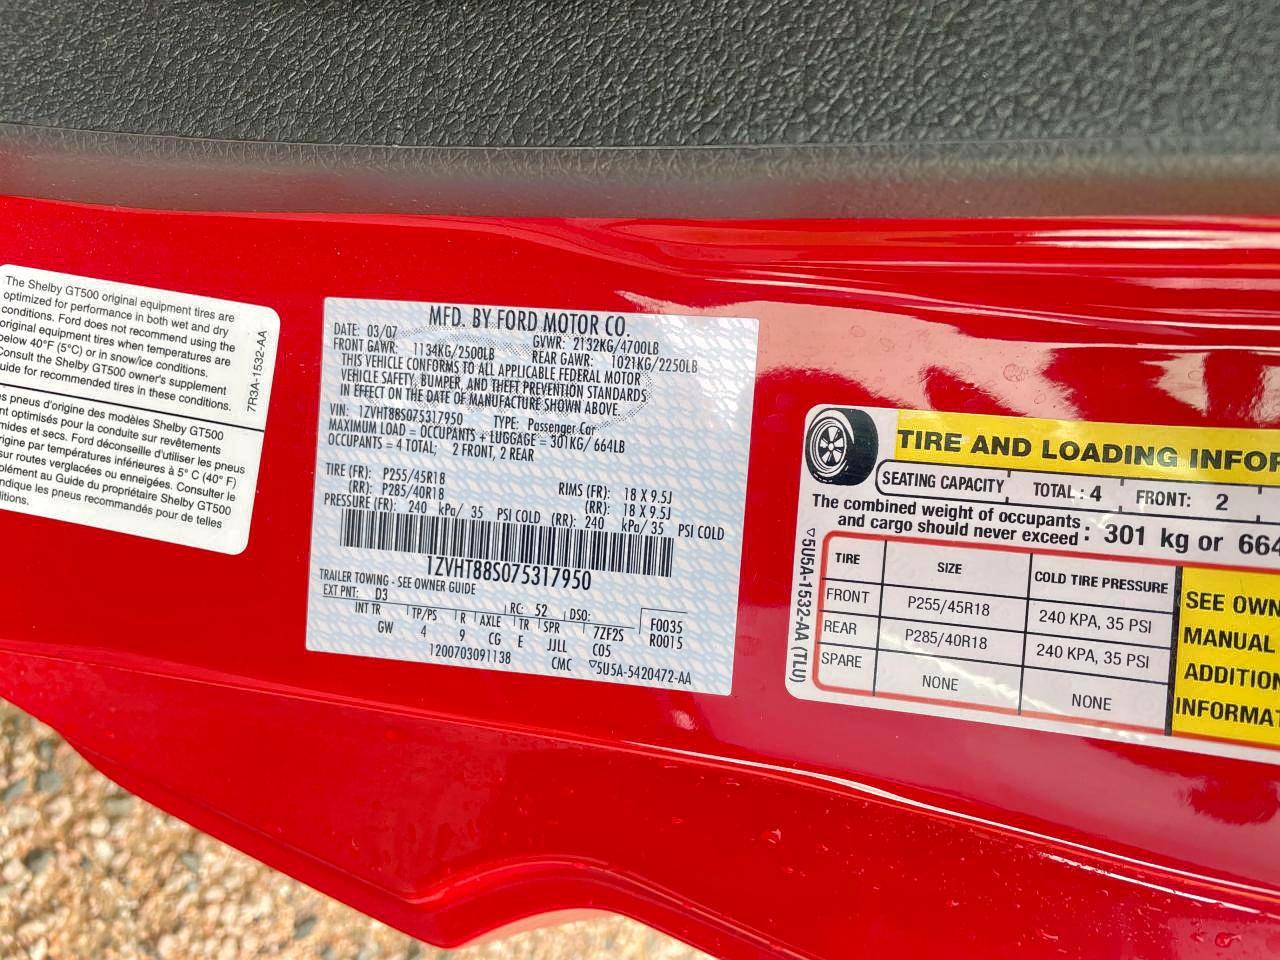 The Shelby GT500 original equipment tires are
optimized for performance in both wet and dry
conditions. Ford does not recommend using the
original equipment tires when temperatures are
below 40°F (5°C) or in snow/ice conditions.
Consult the Shelby GT500 owner's supplement
guide for recommended tires in these conditions.
7R3A-1532-AA
pneus d'origine des modèles Shelby GT500
optimisés pour la conduite sur revêtements
et secs. Ford déconseille d'utiliser les pneus
par températures inférieures à 5° C (40° F)
sur routes verglacées ou enneigées. Consulter le
au Guide du propriétaire Shelby GT500
indique les pneus recommandés pour de telles
MFD. BY FORD MOTOR CO.
DATE: 03/07 GVWR: 2132KG/4700LB
FRONT GAWR: 1134KG/2500LB REAR GAWR: 1021KG/2250LB
THIS VEHICLE CONFORMS TO ALL APPLICABLE FEDERAL MOTOR
VEHICLE SAFETY, BUMPER, AND THEFT PREVENTION STANDARDS
IN EFFECT ON THE DATE OF MANUFACTURE SHOWN ABOVE.
VIN: 1ZVHT88S075317950 TYPE: Passenger Car
MAXIMUM LOAD = OCCUPANTS + LUGGAGE = 301KG/664LB
OCCUPANTS = 4 TOTAL; 2 FRONT, 2 REAR
TIRE (FR): P255/45R18 RIMS (FR): 18 X 9.5J
(RR): P285/40R18 (RR): 18 X 9.5J
PRESSURE (FR): 240 kPa/ 35 PSI COLD (RR): 240 kPa/ 35 PSI COLD
1ZVHT88S075317950
TRAILER TOWING - SEE OWNER GUIDE
EXT PNT: D3 RC: 52 DSO: F0035
INT TR TP/PS R AXLE TR SPR 7ZF2S R0015
GW 4 9 CG E JJLL C05
1200703091138 CMC ▽5U5A-5420472-AA
TIRE AND LOADING
SEATING CAPACITY TOTAL: 4 FRONT: 2
The combined weight of occupants
and cargo should never exceed: 301 kg or 664
▽5U5A-1532-AA (TLU)
TIRE SIZE COLD TIRE PRESSURE
FRONT P255/45R18 240 KPA, 35 PSI
REAR P285/40R18 240 KPA, 35 PSI
SPARE NONE NONE
SEE
MANUAL